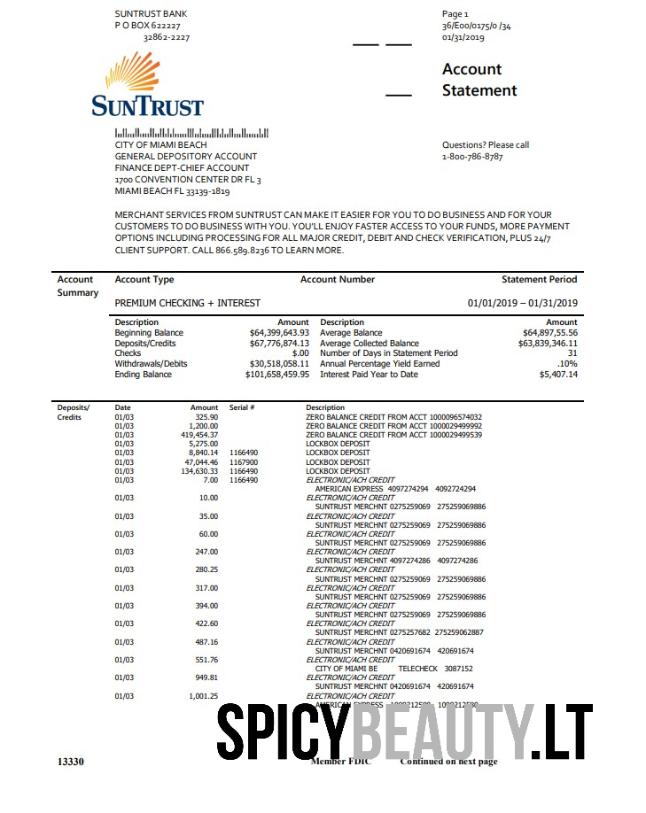 SUNTRUST BANK
P O BOX 622227
32862-2227
Page 1
36/E00/0175/0 /34
01/31/2019
Account
Statement
SUNTRUST
CITY OF MIAMI BEACH
GENERAL DEPOSITORY ACCOUNT
FINANCE DEPT-CHIEF ACCOUNT
1700 CONVENTION CENTER DR FL 3
MIAMI BEACH FL 33139-1819
Questions? Please call
1-800-786-8787
MERCHANT SERVICES FROM SUNTRUST CAN MAKE IT EASIER FOR YOU TO DO BUSINESS AND FOR YOUR
CUSTOMERS TO DO BUSINESS WITH YOU. YOU'LL ENJOY FASTER ACCESS TO YOUR FUNDS, MORE PAYMENT
OPTIONS INCLUDING PROCESSING FOR ALL MAJOR CREDIT, DEBIT AND CHECK VERIFICATION, PLUS 24/7
CLIENT SUPPORT. CALL 866.589.8236 TO LEARN MORE.
Account Summary
Account Type Account Number Statement Period
PREMIUM CHECKING + INTEREST 01/01/2019 – 01/31/2019
Description Amount Description Amount
Beginning Balance $64,399,643.93 Average Balance $64,897,55.56
Deposits/Credits $67,776,874.13 Average Collected Balance $63,839,346.11
Checks $.00 Number of Days in Statement Period 31
Withdrawals/Debits $30,518,058.11 Annual Percentage Yield Earned .10%
Ending Balance $101,658,459.95 Interest Paid Year to Date $5,407.14
Deposits/ Credits
Date Amount Serial # Description
01/03 325.90 ZERO BALANCE CREDIT FROM ACCT 1000096574032
01/03 1,200.00 ZERO BALANCE CREDIT FROM ACCT 1000029499992
01/03 419,454.37 ZERO BALANCE CREDIT FROM ACCT 1000029499539
01/03 5,275.00 LOCKBOX DEPOSIT
01/03 8,840.14 1166490 LOCKBOX DEPOSIT
01/03 47,044.46 1167900 LOCKBOX DEPOSIT
01/03 134,630.33 1166490 LOCKBOX DEPOSIT
01/03 7.00 1166490 ELECTRONIC/ACH CREDIT
AMERICAN EXPRESS 4097274294 4092724294
01/03 10.00 ELECTRONIC/ACH CREDIT
SUNTRUST MERCHNT 0275259069 275259069886
01/03 35.00 ELECTRONIC/ACH CREDIT
SUNTRUST MERCHNT 0275259069 275259069886
01/03 60.00 ELECTRONIC/ACH CREDIT
SUNTRUST MERCHNT 0275259069 275259069886
01/03 247.00 ELECTRONIC/ACH CREDIT
SUNTRUST MERCHNT 4097274286 4097274286
01/03 280.25 ELECTRONIC/ACH CREDIT
SUNTRUST MERCHNT 0275259069 275259069886
01/03 317.00 ELECTRONIC/ACH CREDIT
SUNTRUST MERCHNT 0275259069 275259069886
01/03 394.00 ELECTRONIC/ACH CREDIT
SUNTRUST MERCHNT 0275259069 275259069886
01/03 422.60 ELECTRONIC/ACH CREDIT
SUNTRUST MERCHNT 0275257682 275259062887
01/03 487.16 ELECTRONIC/ACH CREDIT
SUNTRUST MERCHNT 0420691674 420691674
01/03 551.76 ELECTRONIC/ACH CREDIT
CITY OF MIAMI BE TELECHECK 3087152
01/03 949.81 ELECTRONIC/ACH CREDIT
SUNTRUST MERCHNT 0420691674 420691674
01/03 1,001.25 ELECTRONIC/ACH CREDIT
AMERICAN EXPRESS
SPICYBEAUTY.LT
13330 Member FDIC Continued on next page